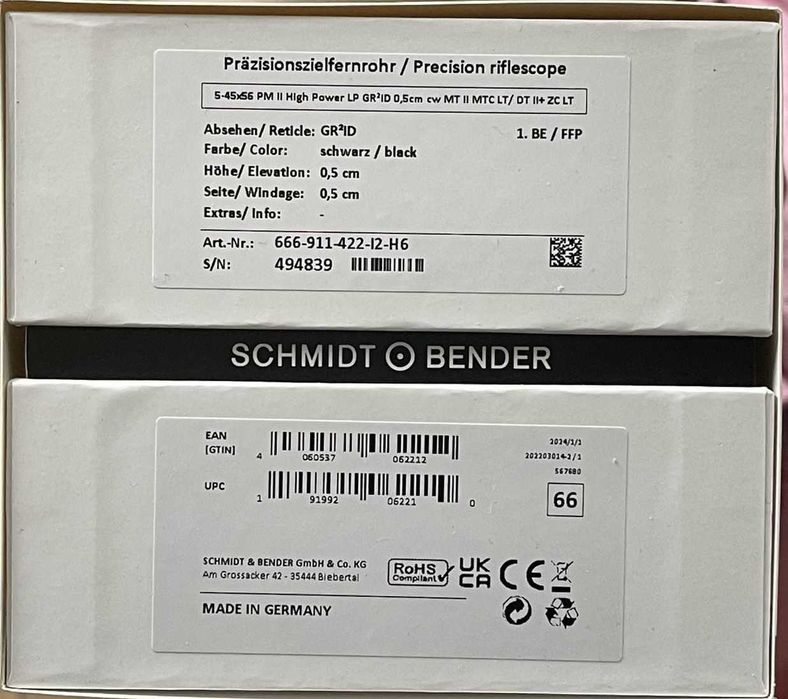 Präzisionszielfernrohr / Precision riflescope
5-45x56 PM II High Power LP GR²ID 0,5cm cw MT II MTC LT/ DT II+ ZC LT
Absehen/ Reticle: GR²ID 1. BE / FFP
Farbe/ Color: schwarz / black
Höhe/ Elevation: 0,5 cm
Seite/ Windage: 0,5 cm
Extras/ Info: -
Art.-Nr.: 666-911-422-I2-H6
S/N: 494839
SCHMIDT BENDER
EAN
[GTIN]
4 060537 062212
2024/1/1
202203014-2 / 1
567680
UPC
1 91992 06221 0
66
SCHMIDT & BENDER GmbH & Co. KG
Am Grossacker 42 - 35444 Biebertal
RoHS
Compliant
UK
CA
CE
MADE IN GERMANY